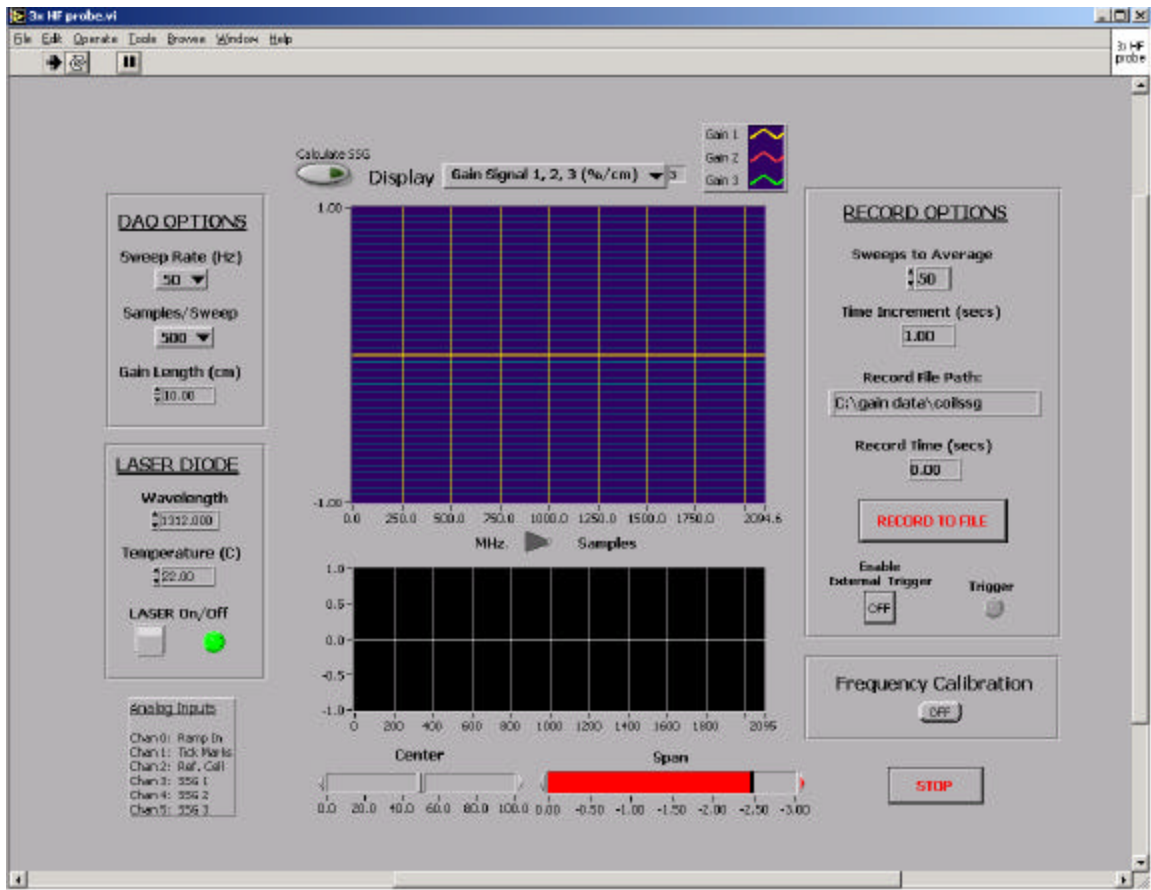 3x HF probe.vi
File Edit Operate Tools Browse Window Help
3x HF
probe
Calculate SSG
Display
Gain Signal 1, 2, 3 (%/cm)
3
Gain 1
Gain 2
Gain 3
DAQ OPTIONS
Sweep Rate (Hz)
50
Samples/Sweep
500
Gain Length (cm)
10.00
LASER DIODE
Wavelength
1312.000
Temperature (C)
22.00
LASER On/Off
Analog Inputs
Chan 0: Ramp In
Chan 1: Tick Marks
Chan 2: Ref. Cell
Chan 3: SSG 1
Chan 4: SSG 2
Chan 5: SSG 3
1.00
-1.00
0.0 250.0 500.0 750.0 1000.0 1250.0 1500.0 1750.0 2094.6
MHz. Samples
1.0
0.5
0.0
-0.5
-1.0
0 200 400 600 800 1000 1200 1400 1600 1800 2095
Center
0.0 20.0 40.0 60.0 80.0 100.0
Span
0.00 -0.50 -1.00 -1.50 -2.00 -2.50 -3.00
RECORD OPTIONS
Sweeps to Average
50
Time Increment (secs)
1.00
Record File Path:
C:\gain data\coilssg
Record Time (secs)
0.00
RECORD TO FILE
Enable
External Trigger
OFF
Trigger
Frequency Calibration
OFF
STOP